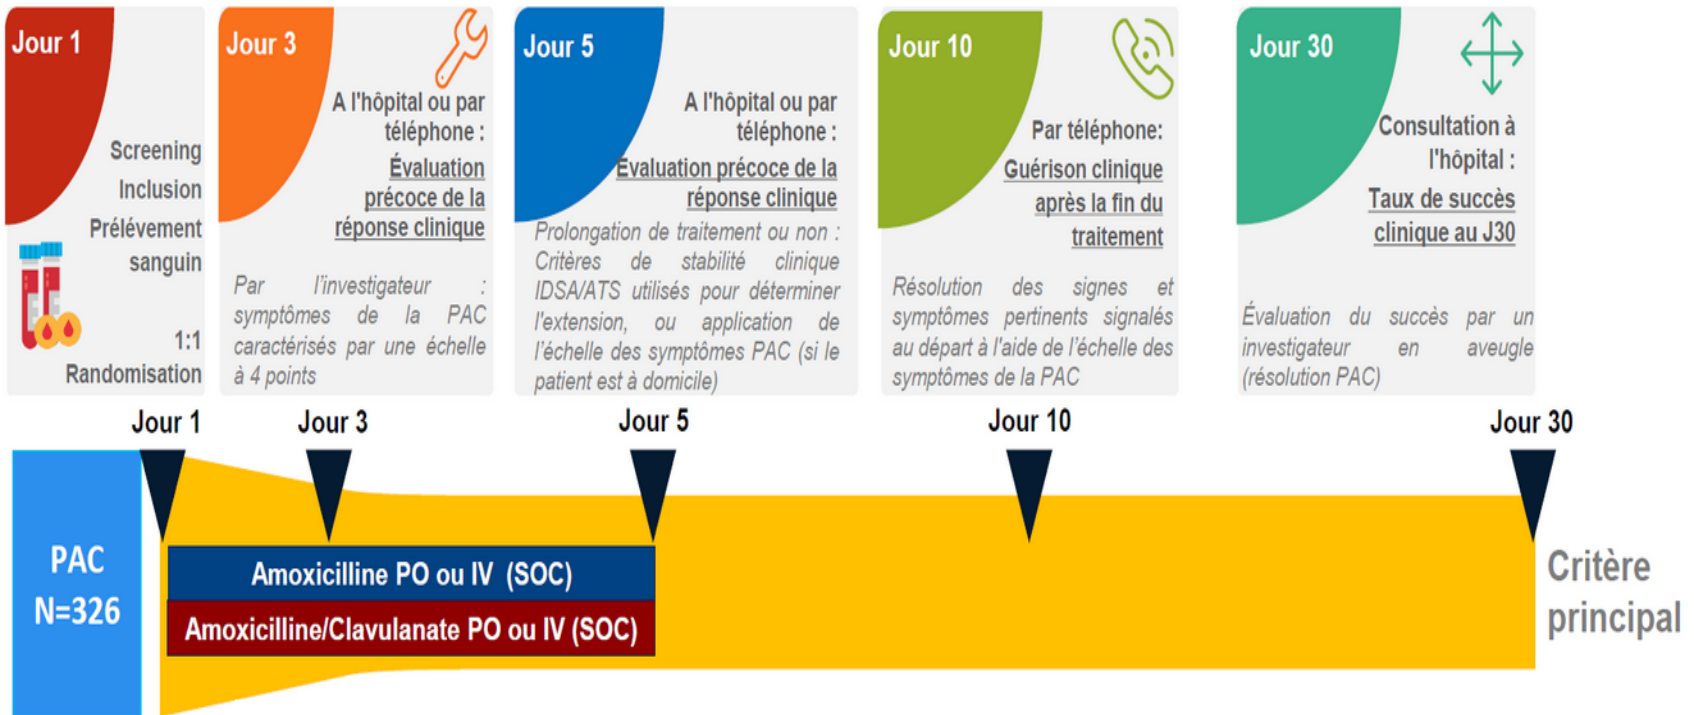 Jour 1
Screening
Inclusion
Prélévement
sanguin
1:1
Randomisation
Jour 3
A l'hôpital ou par
téléphone :
Évaluation
précoce de la
réponse clinique
Par l'investigateur :
symptômes de la PAC
caractérisés par une échelle
à 4 points
Jour 5
A l'hôpital ou par
téléphone :
Évaluation précoce de la
réponse clinique
Prolongation de traitement ou non :
Critères de stabilité clinique
IDSA/ATS utilisés pour déterminer
l'extension, ou application de
l'échelle des symptômes PAC (si le
patient est à domicile)
Jour 10
Par téléphone:
Guérison clinique
après la fin du
traitement
Résolution des signes et
symptômes pertinents signalés
au départ à l'aide de l'échelle des
symptômes de la PAC
Jour 30
Consultation à
l'hôpital :
Taux de succès
clinique au J30
Évaluation du succès par un
investigateur en aveugle
(résolution PAC)
Jour 1
Jour 3
Jour 5
Jour 10
Jour 30
PAC
N=326
Amoxicilline PO ou IV (SOC)
Amoxicilline/Clavulanate PO ou IV (SOC)
Critère
principal